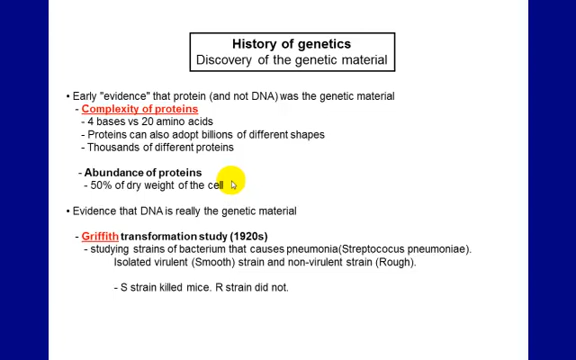 History of genetics
Discovery of the genetic material
• Early "evidence" that protein (and not DNA) was the genetic material
- Complexity of proteins
- 4 bases vs 20 amino acids
- Proteins can also adopt billions of different shapes
- Thousands of different proteins
- Abundance of proteins
- 50% of dry weight of the cell
• Evidence that DNA is really the genetic material
- Griffith transformation study (1920s)
- studying strains of bacterium that causes pneumonia(Streptococus pneumoniae).
Isolated virulent (Smooth) strain and non-virulent strain (Rough).
- S strain killed mice. R strain did not.